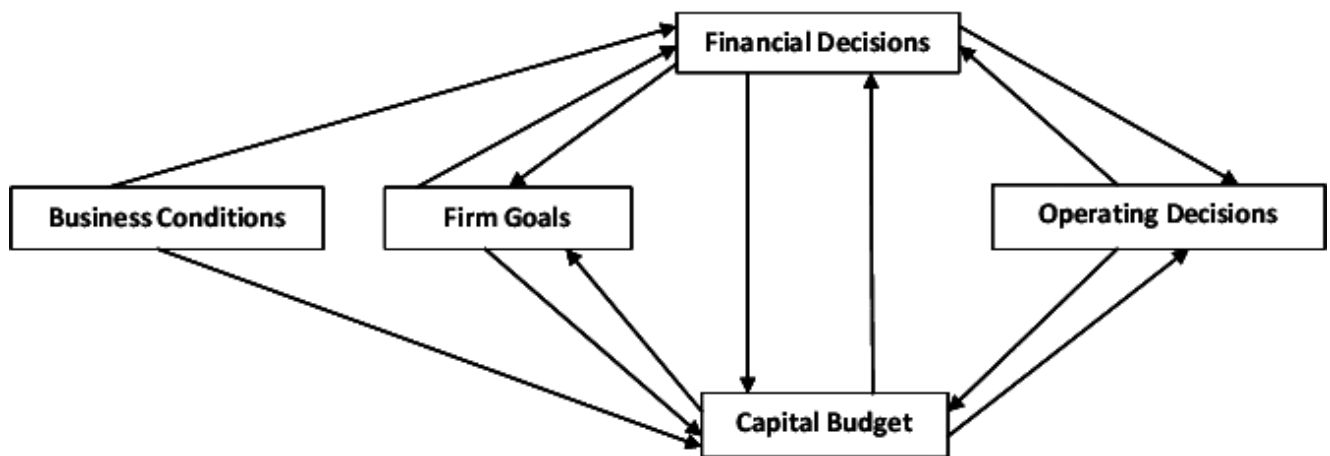 Financial Decisions
Business Conditions
Firm Goals
Operating Decisions
Capital Budget